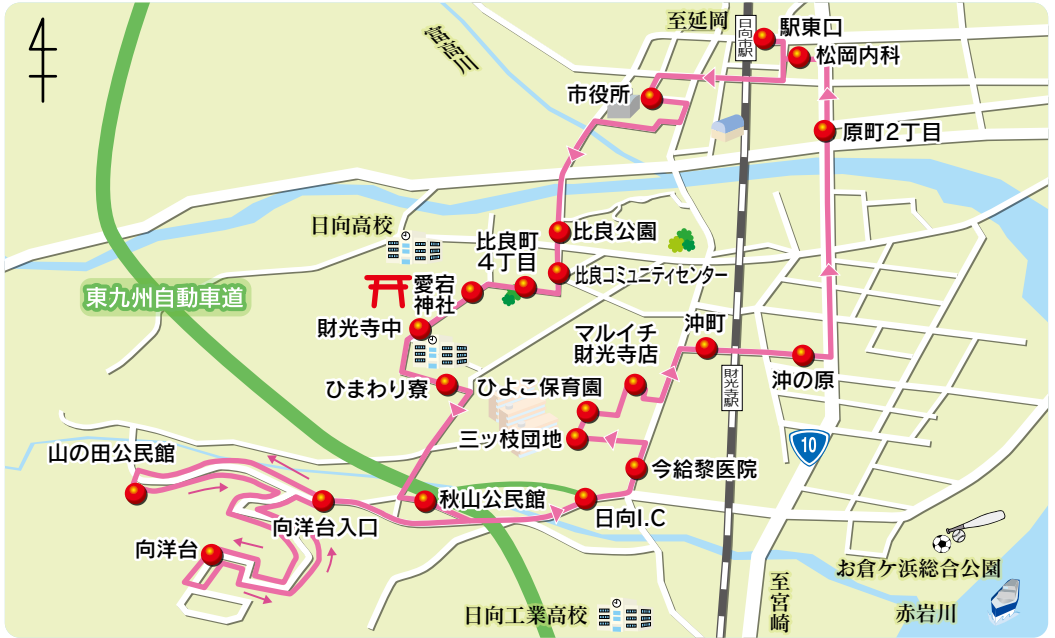 至延岡
日向市駅
駅東口
松岡内科
富高川
市役所
原町2丁目
日向高校
比良町
4丁目
比良公園
比良コミュニティセンター
愛宕
神社
東九州自動車道
財光寺中
マルイチ
財光寺店
沖町
沖の原
財光寺駅
ひまわり寮
ひよこ保育園
三ッ枝団地
10
山の田公民館
今給黎医院
秋山公民館
日向I.C
向洋台入口
向洋台
お倉ケ浜総合公園
至宮崎
赤岩川
日向工業高校